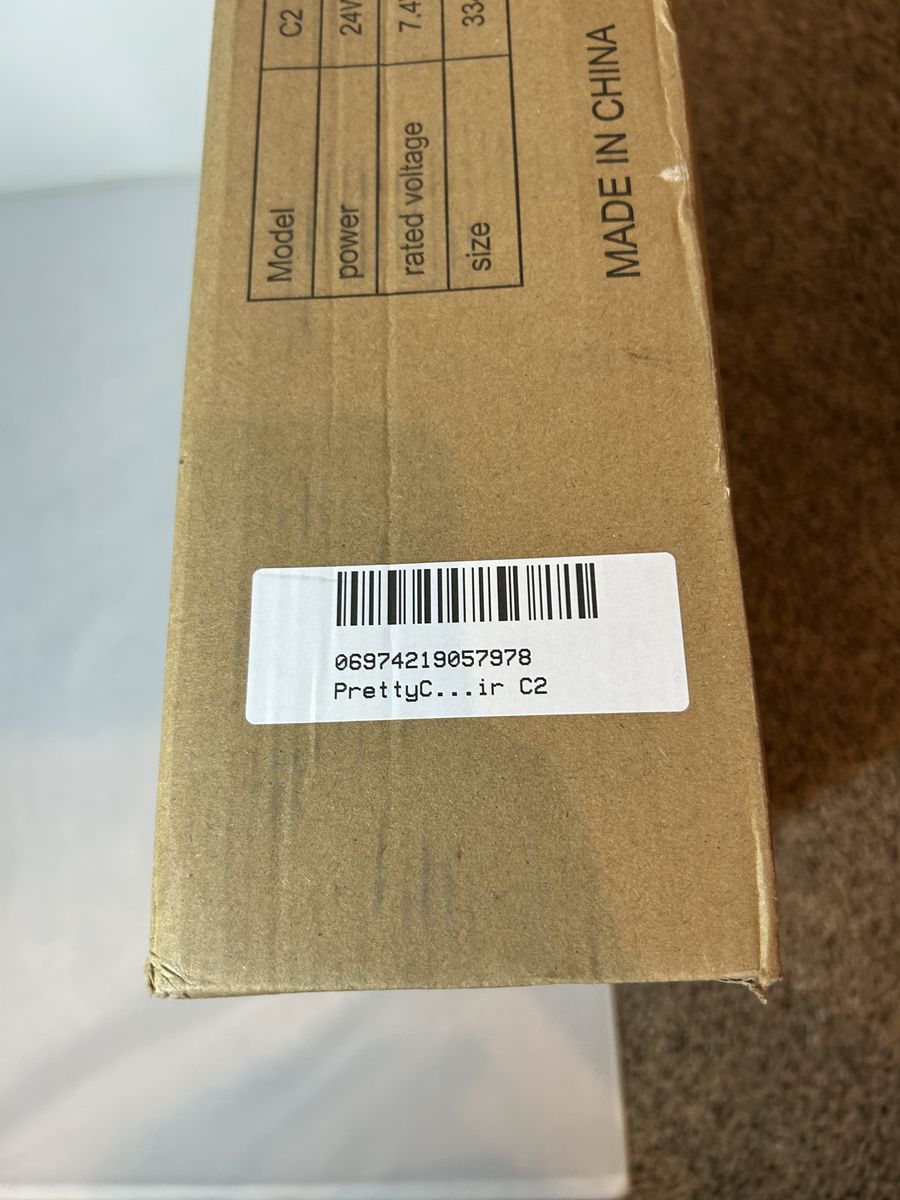 Model C2
power 24V
rated voltage 7.4
size 33
MADE IN CHINA
06974219057978
PrettyC...ir C2